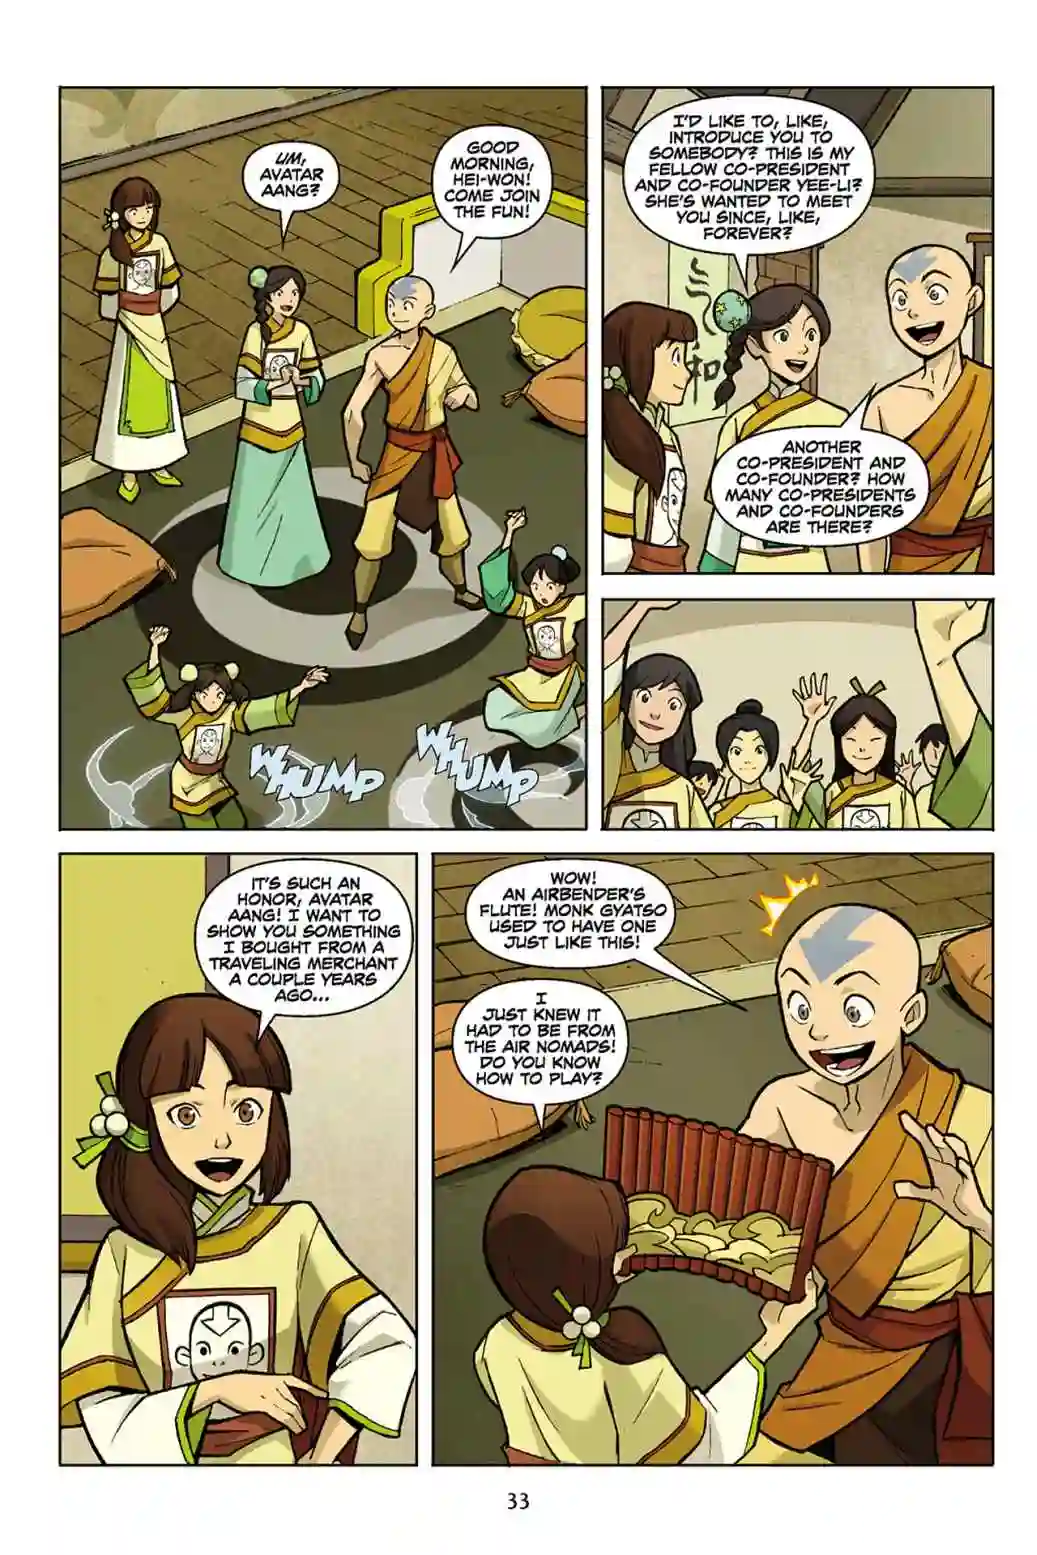 UM,
AVATAR
AANG?
GOOD
MORNING,
HEI-WON!
COME JOIN
THE FUN!
WHUMP
WHUMP
I'D LIKE TO, LIKE,
INTRODUCE YOU TO
SOMEBODY? THIS IS MY
FELLOW CO-PRESIDENT
AND CO-FOUNDER YEE-LI?
SHE'S WANTED TO MEET
YOU SINCE, LIKE,
FOREVER?
和
ANOTHER
CO-PRESIDENT AND
CO-FOUNDER? HOW
MANY CO-PRESIDENTS
AND CO-FOUNDERS
ARE THERE?
IT'S SUCH AN
HONOR, AVATAR
AANG! I WANT TO
SHOW YOU SOMETHING
I BOUGHT FROM A
TRAVELING MERCHANT
A COUPLE YEARS
AGO...
WOW!
AN AIRBENDER'S
FLUTE! MONK GYATSO
USED TO HAVE ONE
JUST LIKE THIS!
I
JUST KNEW IT
HAD TO BE FROM
THE AIR NOMADS!
DO YOU KNOW
HOW TO PLAY?
33